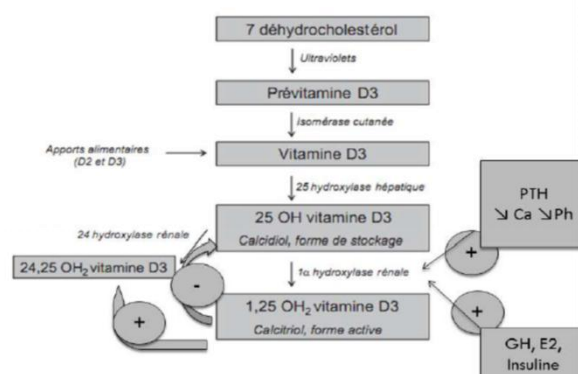 7 déhydrocholestérol
Ultraviolets
Prévitamine D3
Isomérase cutanée
Apports alimentaires
(D2 et D3)
Vitamine D3
25 hydroxylase hépatique
PTH
↘ Ca ↘ Ph
25 OH vitamine D3
Calcidiol, forme de stockage
24 hydroxylase rénale
+
24,25 OH₂ vitamine D3
-
1α hydroxylase rénale
1,25 OH₂ vitamine D3
Calcitriol, forme active
+
+
GH, E2,
Insuline